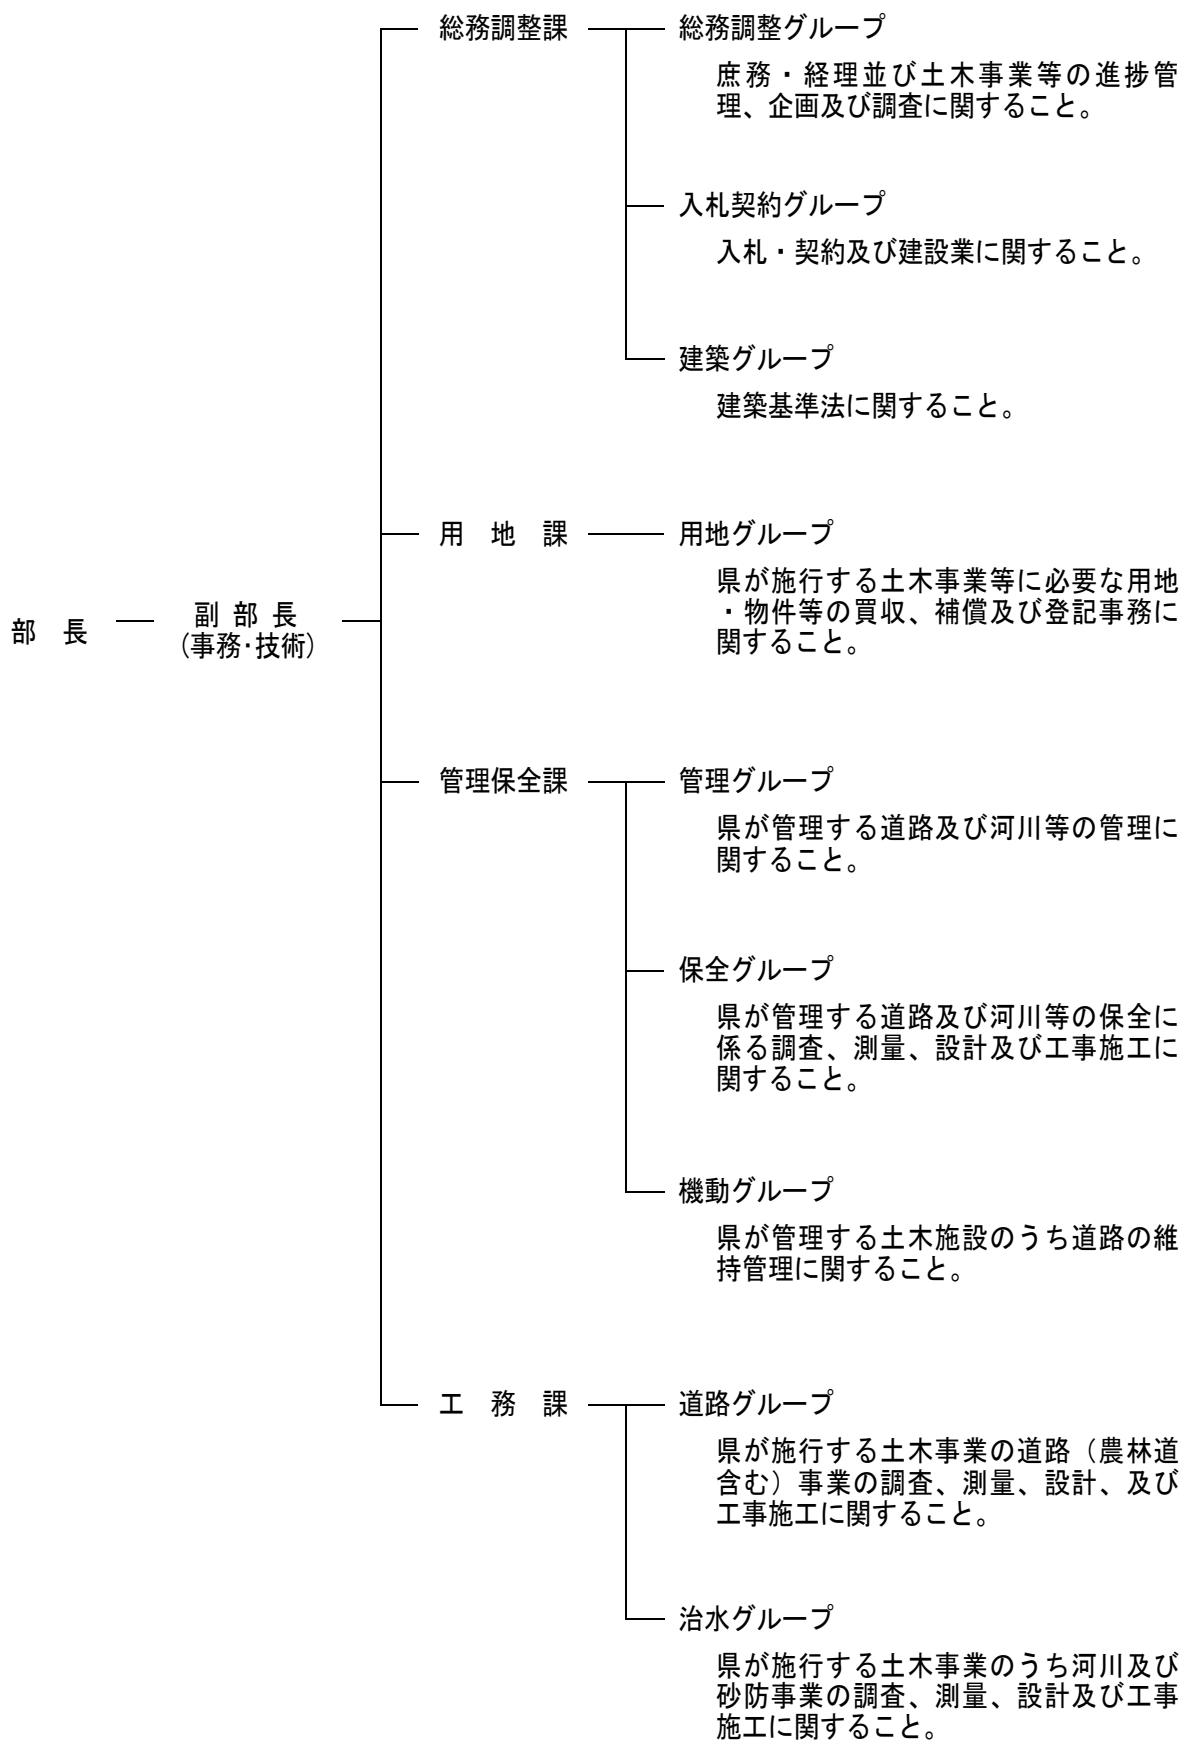 部　長
副 部 長
（事務・技術）
総務調整課
総務調整グループ
庶務・経理並び土木事業等の進捗管
理、企画及び調査に関すること。
入札契約グループ
入札・契約及び建設業に関すること。
建築グループ
建築基準法に関すること。
用　地　課
用地グループ
県が施行する土木事業等に必要な用地
・物件等の買収、補償及び登記事務に
関すること。
管理保全課
管理グループ
県が管理する道路及び河川等の管理に
関すること。
保全グループ
県が管理する道路及び河川等の保全に
係る調査、測量、設計及び工事施工に
関すること。
機動グループ
県が管理する土木施設のうち道路の維
持管理に関すること。
工　務　課
道路グループ
県が施行する土木事業の道路（農林道
含む）事業の調査、測量、設計、及び
工事施工に関すること。
治水グループ
県が施行する土木事業のうち河川及び
砂防事業の調査、測量、設計及び工事
施工に関すること。